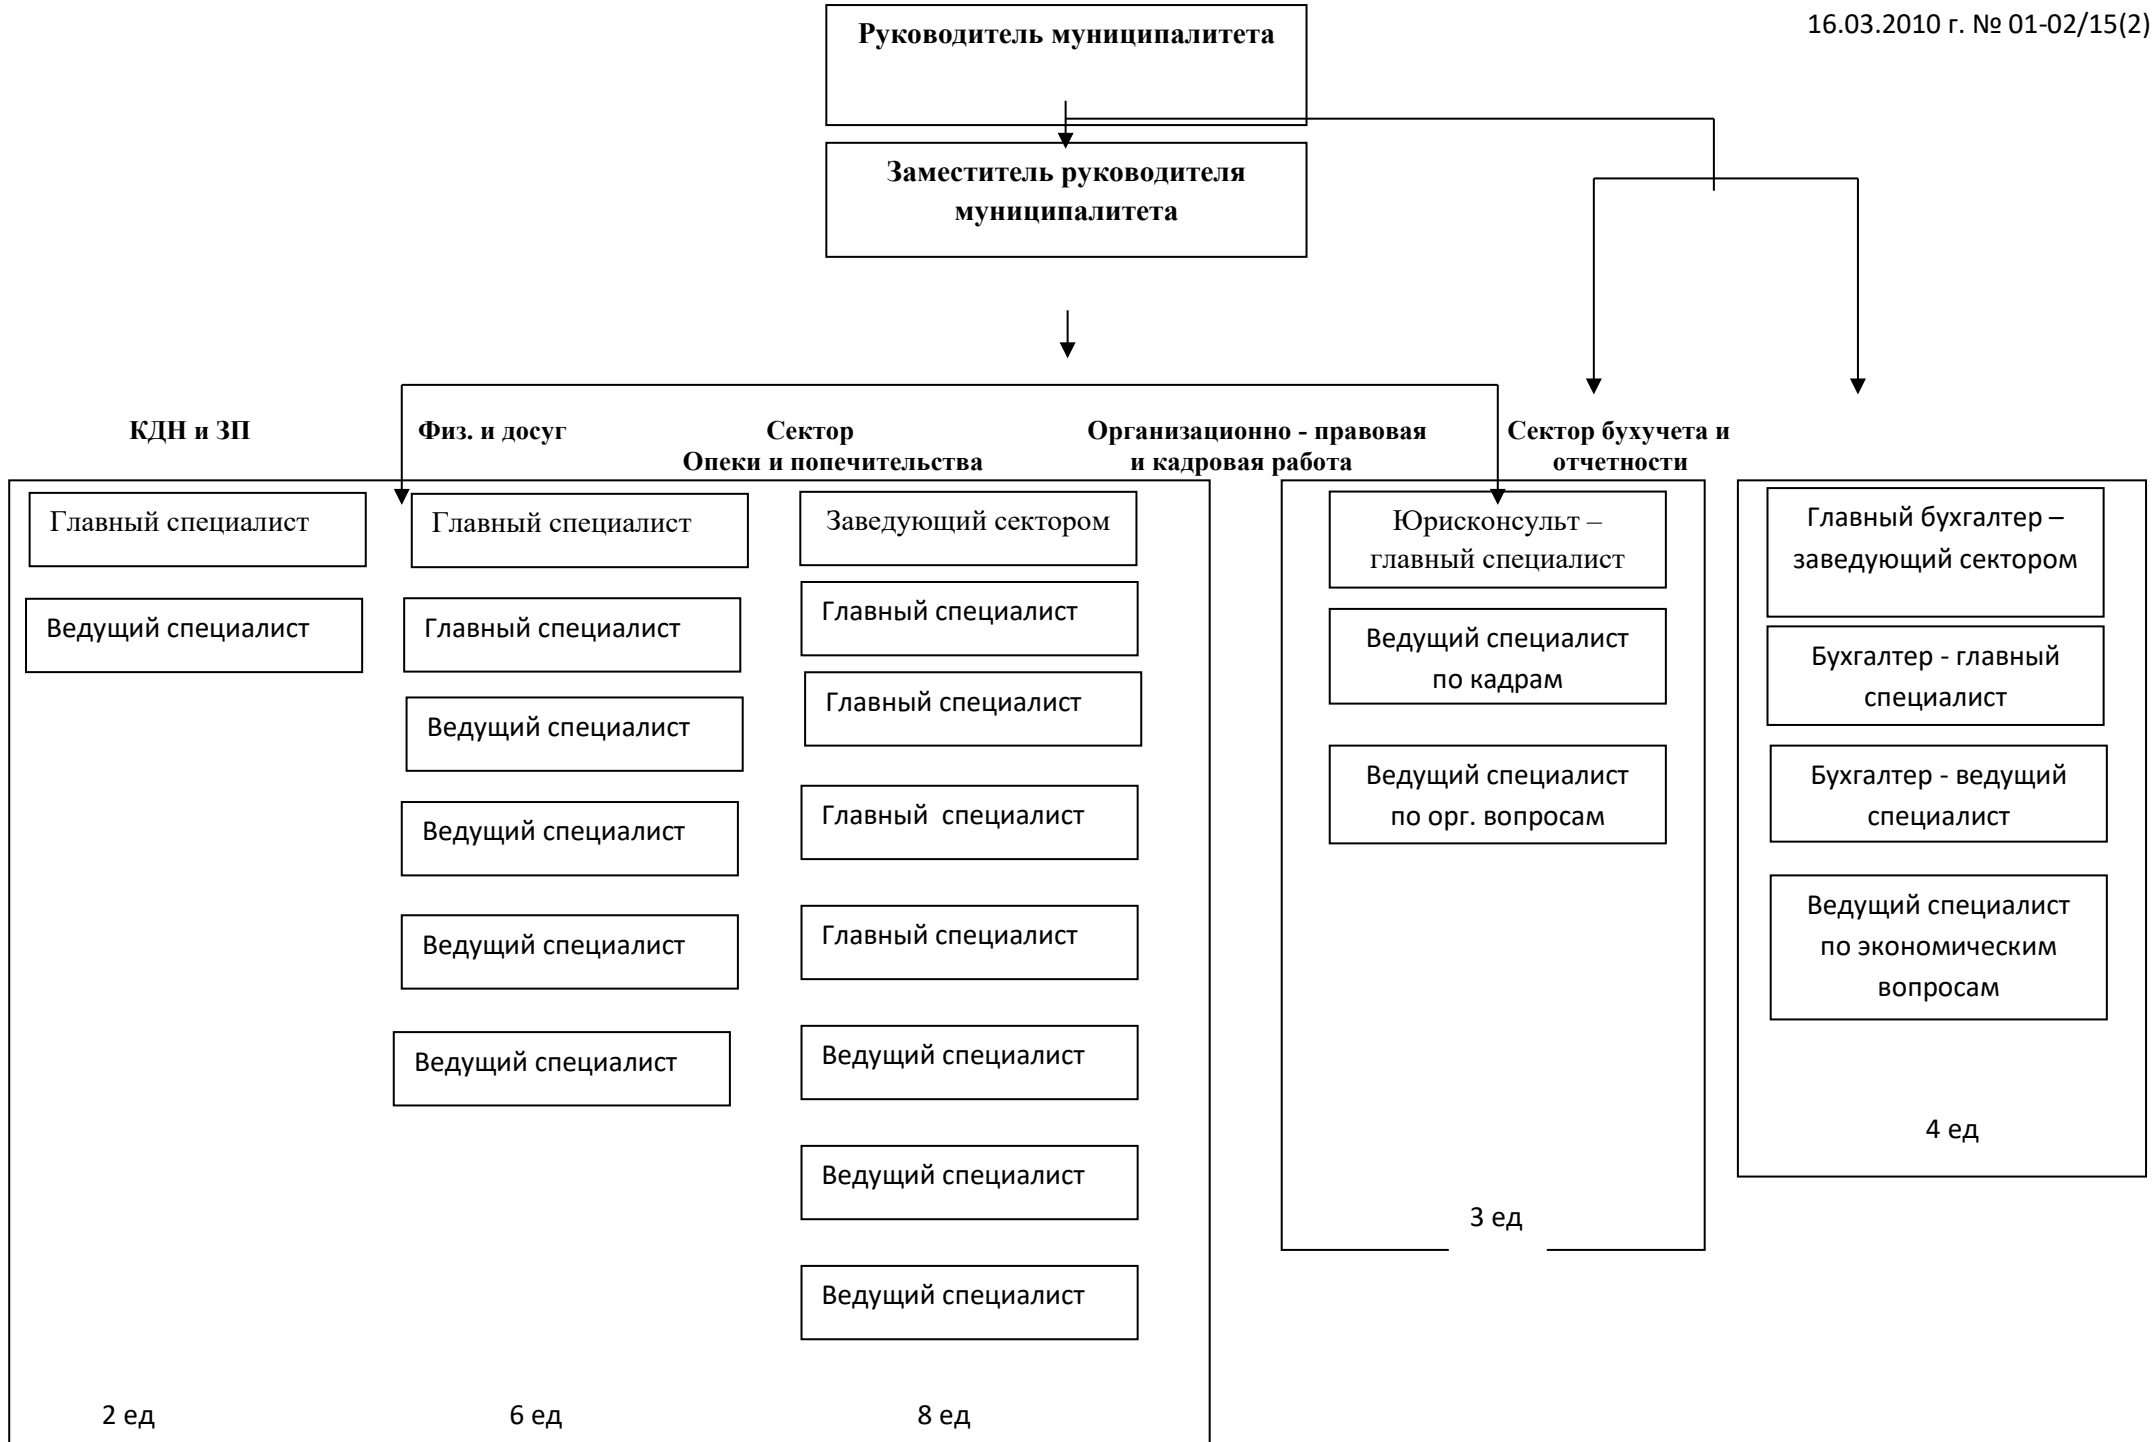 16.03.2010 г. № 01-02/15(2)
Руководитель муниципалитета
Заместитель руководителя
муниципалитета
КДН и ЗП
Физ. и досуг
Сектор
Опеки и попечительства
Организационно - правовая
и кадровая работа
Сектор бухучета и
отчетности
Главный специалист
Ведущий специалист
2 ед
Главный специалист
Главный специалист
Ведущий специалист
Ведущий специалист
Ведущий специалист
Ведущий специалист
6 ед
Заведующий сектором
Главный специалист
Главный специалист
Главный  специалист
Главный специалист
Ведущий специалист
Ведущий специалист
Ведущий специалист
8 ед
Юрисконсульт –
главный специалист
Ведущий специалист
по кадрам
Ведущий специалист
по орг. вопросам
3 ед
Главный бухгалтер –
заведующий сектором
Бухгалтер - главный
специалист
Бухгалтер - ведущий
специалист
Ведущий специалист
по экономическим
вопросам
4 ед